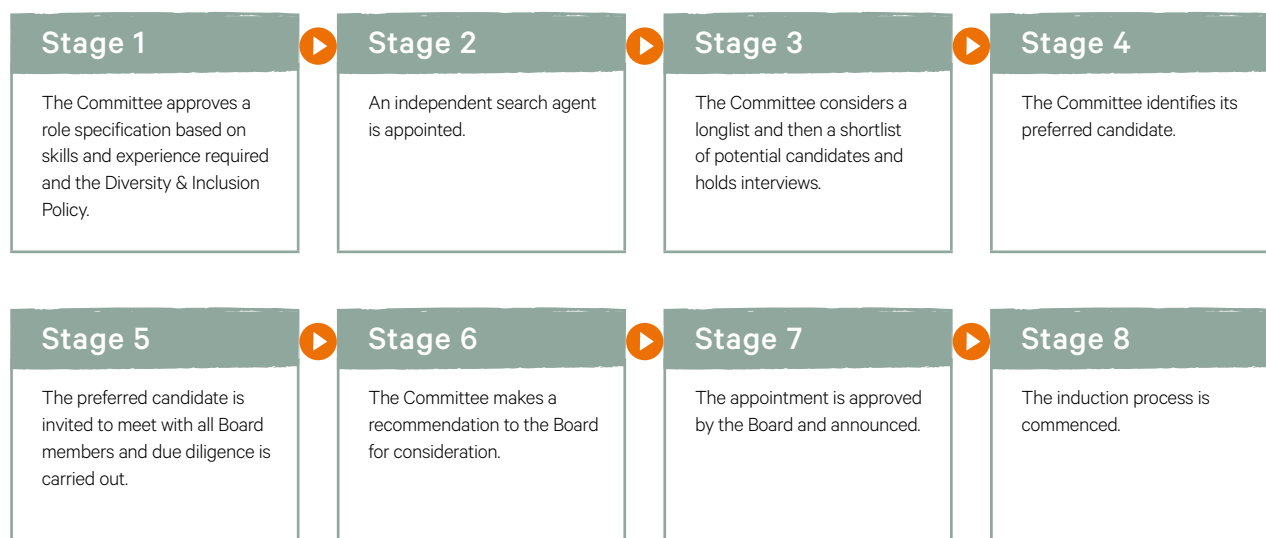 Stage 1
The Committee approves a
role specification based on
skills and experience required
and the Diversity & Inclusion
Policy.
Stage 2
An independent search agent
is appointed.
Stage 3
The Committee considers a
longlist and then a shortlist
of potential candidates and
holds interviews.
Stage 4
The Committee identifies its
preferred candidate.
Stage 5
The preferred candidate is
invited to meet with all Board
members and due diligence is
carried out.
Stage 6
The Committee makes a
recommendation to the Board
for consideration.
Stage 7
The appointment is approved
by the Board and announced.
Stage 8
The induction process is
commenced.